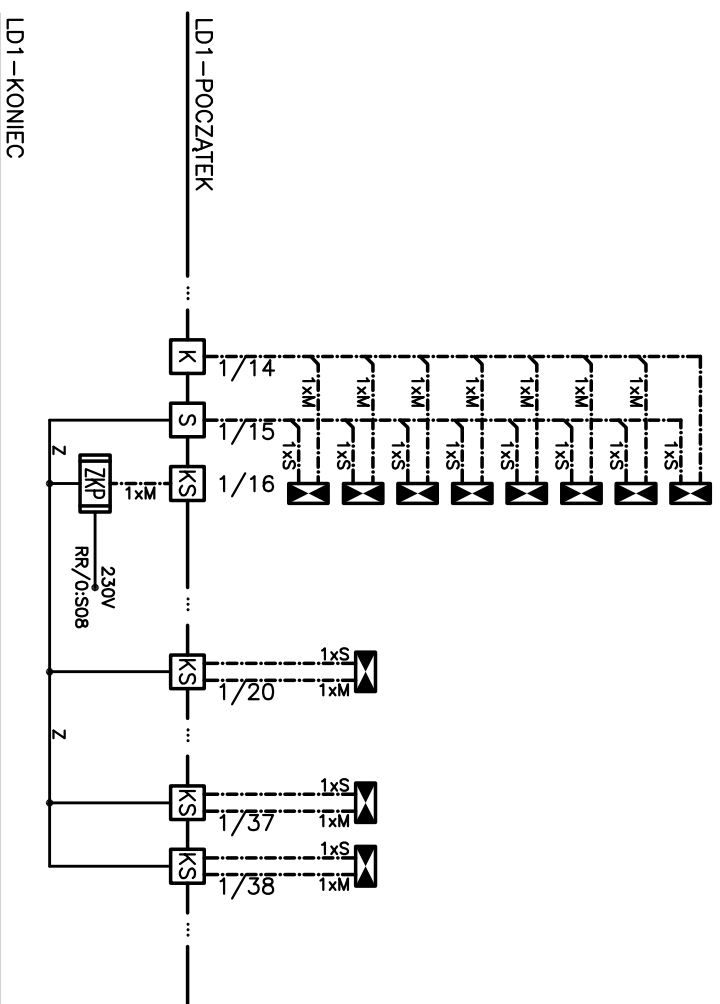 LD1-POCZĄTEK
LD1-KONIEC
...
K
1/14
1xM
1xM
1xM
1xM
1xM
1xM
1xM
S
1/15
1xS
1xS
1xS
1xS
1xS
1xS
1xS
1xS
KS
1/16
1xM
ZKP
Z
230V
RR/0:S08
...
KS
1/20
1xS
1xM
Z
...
KS
1/37
1xS
1xM
KS
1/38
1xS
1xM
...